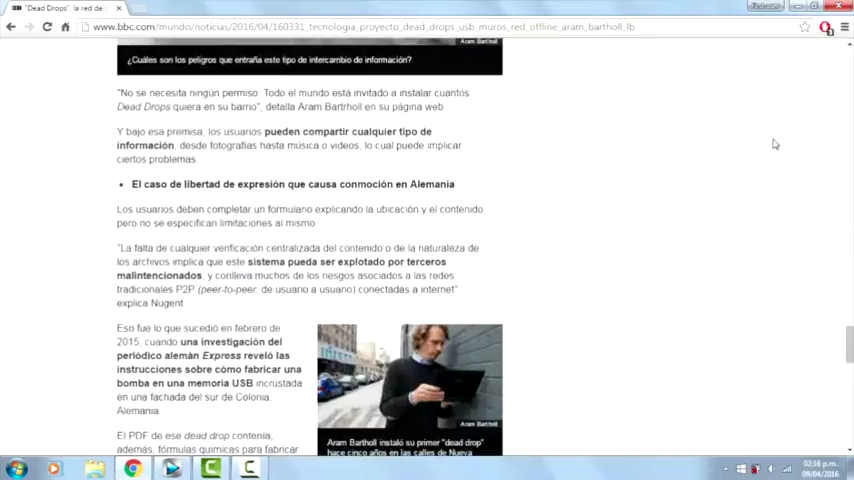 "Dead Drops", la red de l
www.bbc.com/mundo/noticias/2016/04/160331_tecnologia_proyecto_dead_drops_usb_muros_red_offline_aram_bartholl_lb
Aram Bartholl
¿Cuáles son los peligros que entraña este tipo de intercambio de información?
"No se necesita ningún permiso. Todo el mundo está invitado a instalar cuantos
Dead Drops quiera en su barrio", detalla Aram Bartrholl en su página web.
Y bajo esa premisa, los usuarios pueden compartir cualquier tipo de
información, desde fotografías hasta música o videos, lo cual puede implicar
ciertos problemas.
El caso de libertad de expresión que causa conmoción en Alemania
Los usuarios deben completar un formulario explicando la ubicación y el contenido,
pero no se especifican limitaciones al mismo.
"La falta de cualquier verificación centralizada del contenido o de la naturaleza de
los archivos implica que este sistema pueda ser explotado por terceros
malintencionados, y conlleva muchos de los riesgos asociados a las redes
tradicionales P2P (peer-to-peer, de usuario a usuario) conectadas a internet"
explica Nugent.
Eso fue lo que sucedió en febrero de
2015, cuando una investigación del
periódico alemán Express reveló las
instrucciones sobre cómo fabricar una
bomba en una memoria USB incrustada
en una fachada del sur de Colonia,
Alemania.
El PDF de ese dead drop contenía,
además, fórmulas químicas para fabricar
Aram Bartholl
Aram Bartholl instaló su primer "dead drop"
hace cinco años en las calles de Nueva
02:16 p.m.
09/04/2016